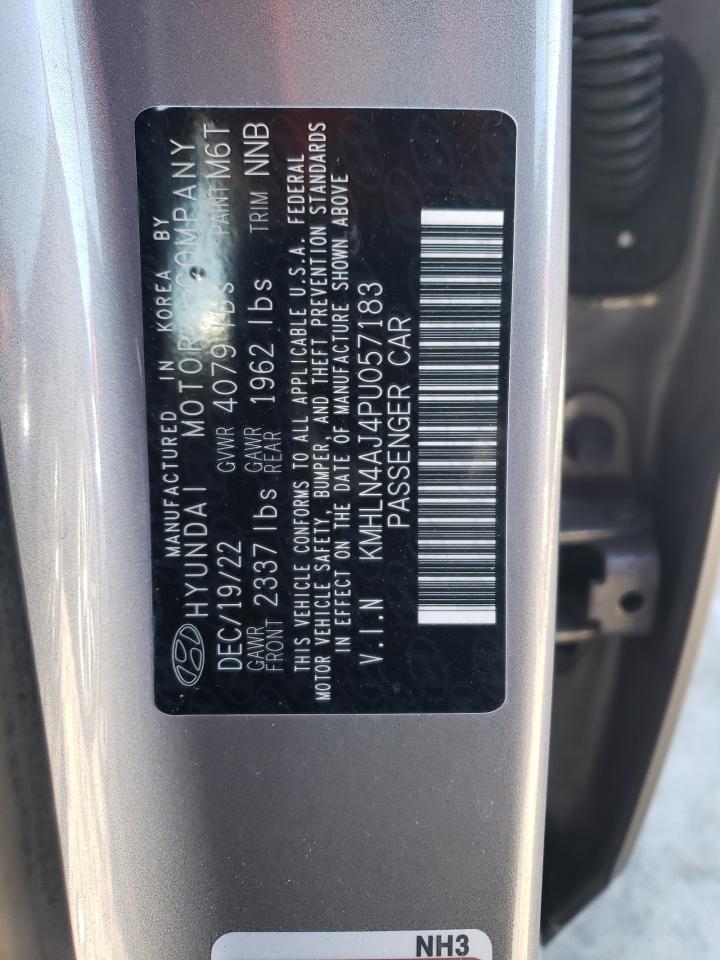 MANUFACTURED IN KOREA BY
HYUNDAI MOTOR COMPANY
DEC/19/22 GVWR 4079 lbs PAINT M6T
GAWR FRONT 2337 lbs GAWR REAR 1962 lbs TRIM NNB
THIS VEHICLE CONFORMS TO ALL APPLICABLE U.S.A. FEDERAL
MOTOR VEHICLE SAFETY, BUMPER, AND THEFT PREVENTION STANDARDS
IN EFFECT ON THE DATE OF MANUFACTURE SHOWN ABOVE
V.I.N KMHLN4AJ4PU057183
PASSENGER CAR
NH3